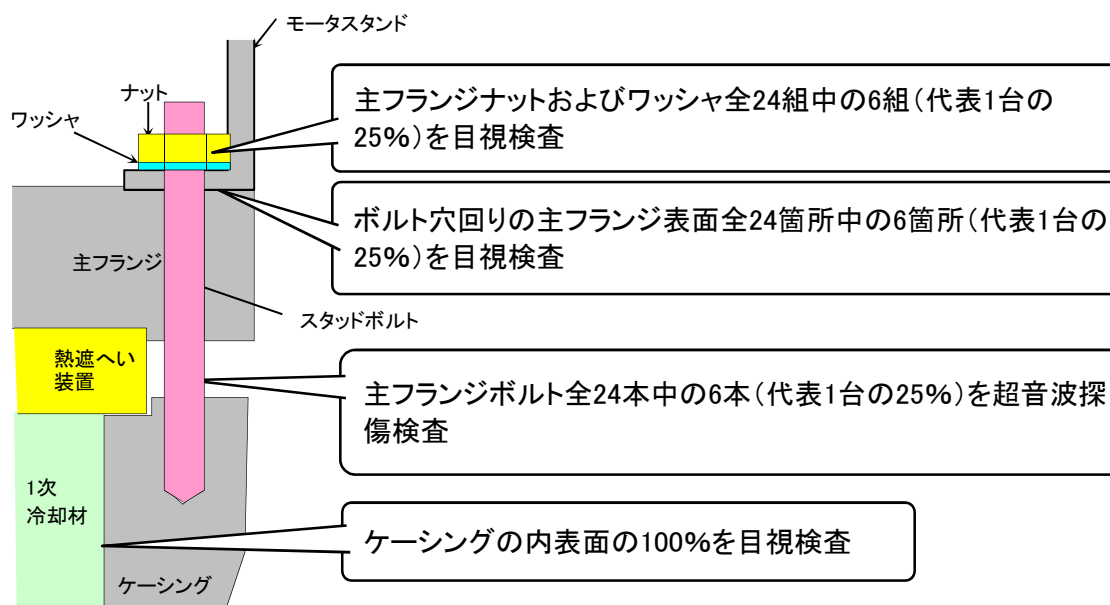 モータスタンド
ナット
ワッシャ
主フランジナットおよびワッシャ全24組中の6組(代表1台の
25%)を目視検査
ボルト穴回りの主フランジ表面全24箇所中の6箇所(代表1台の
25%)を目視検査
主フランジ
スタッドボルト
熱遮へい
装置
主フランジボルト全24本中の6本(代表1台の25%)を超音波探
傷検査
1次
冷却材
ケーシングの内表面の100%を目視検査
ケーシング